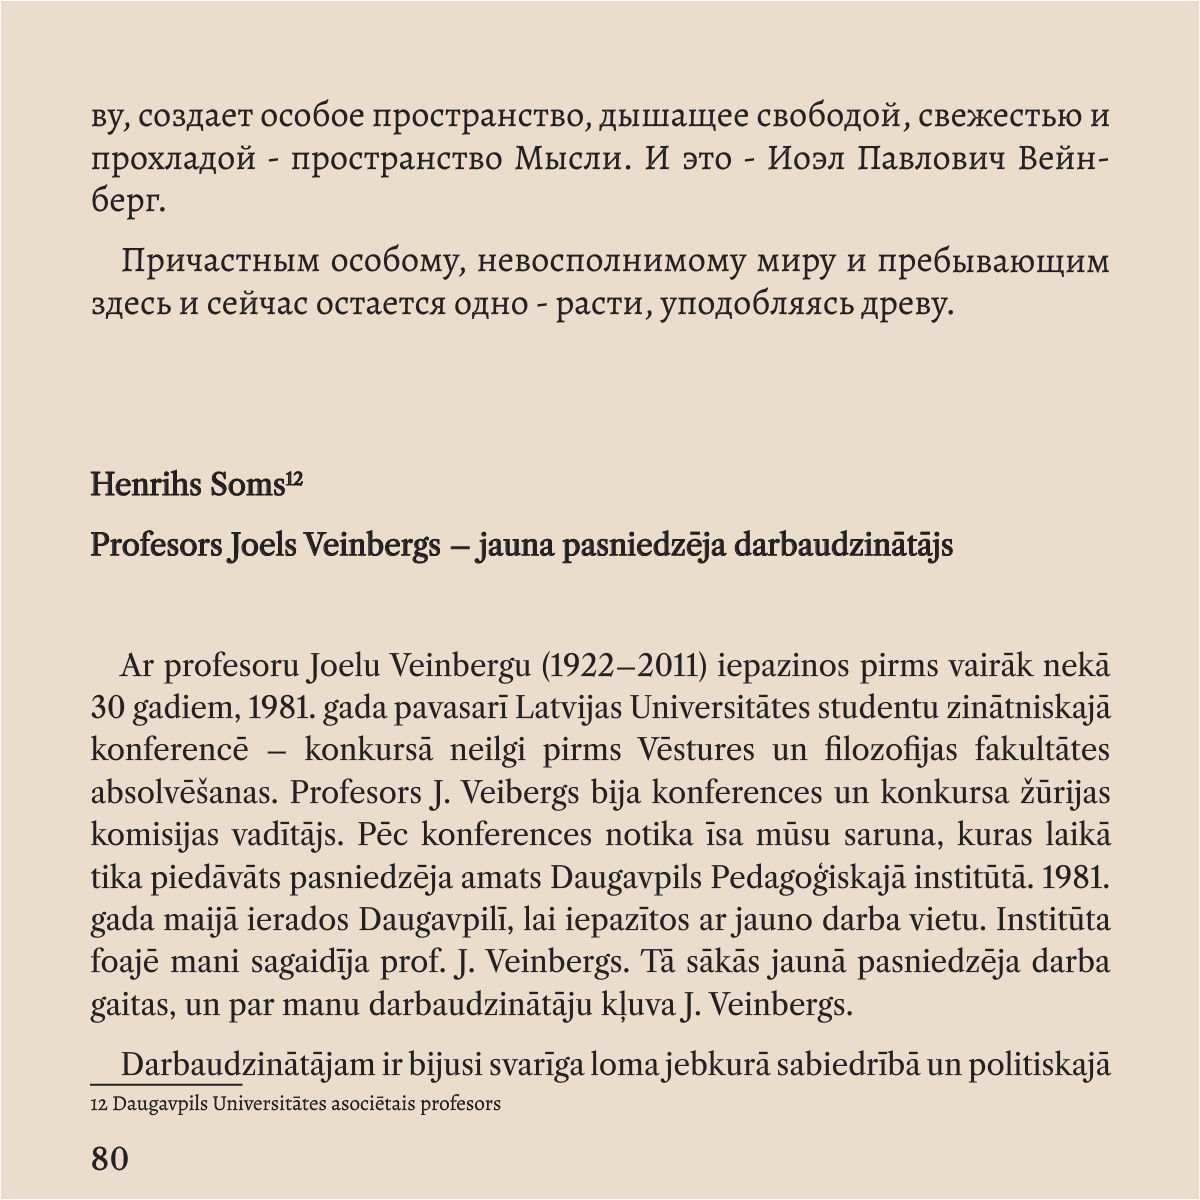 ву, создает особое пространство, дышащее свободой, свежестью и
прохладой - пространство Мысли. И это - Иоэл Павлович Вейн-
берг.
Причастным особому, невосполнимому миру и пребывающим
здесь и сейчас остается одно - расти, уподобляясь древу.
Henrihs Soms¹²
Profesors Joels Veinbergs – jauna pasniedzēja darbaudzinātājs
Ar profesoru Joelu Veinbergu (1922–2011) iepazinos pirms vairāk nekā
30 gadiem, 1981. gada pavasarī Latvijas Universitātes studentu zinātniskajā
konferencē – konkursā neilgi pirms Vēstures un filozofijas fakultātes
absolvēšanas. Profesors J. Veibergs bija konferences un konkursa žūrijas
komisijas vadītājs. Pēc konferences notika īsa mūsu saruna, kuras laikā
tika piedāvāts pasniedzēja amats Daugavpils Pedagoģiskajā institūtā. 1981.
gada maijā ierados Daugavpilī, lai iepazītos ar jauno darba vietu. Institūta
foajē mani sagaidīja prof. J. Veinbergs. Tā sākās jaunā pasniedzēja darba
gaitas, un par manu darbaudzinātāju kļuva J. Veinbergs.
Darbaudzinātājam ir bijusi svarīga loma jebkurā sabiedrībā un politiskajā
12 Daugavpils Universitātes asociētais profesors
80